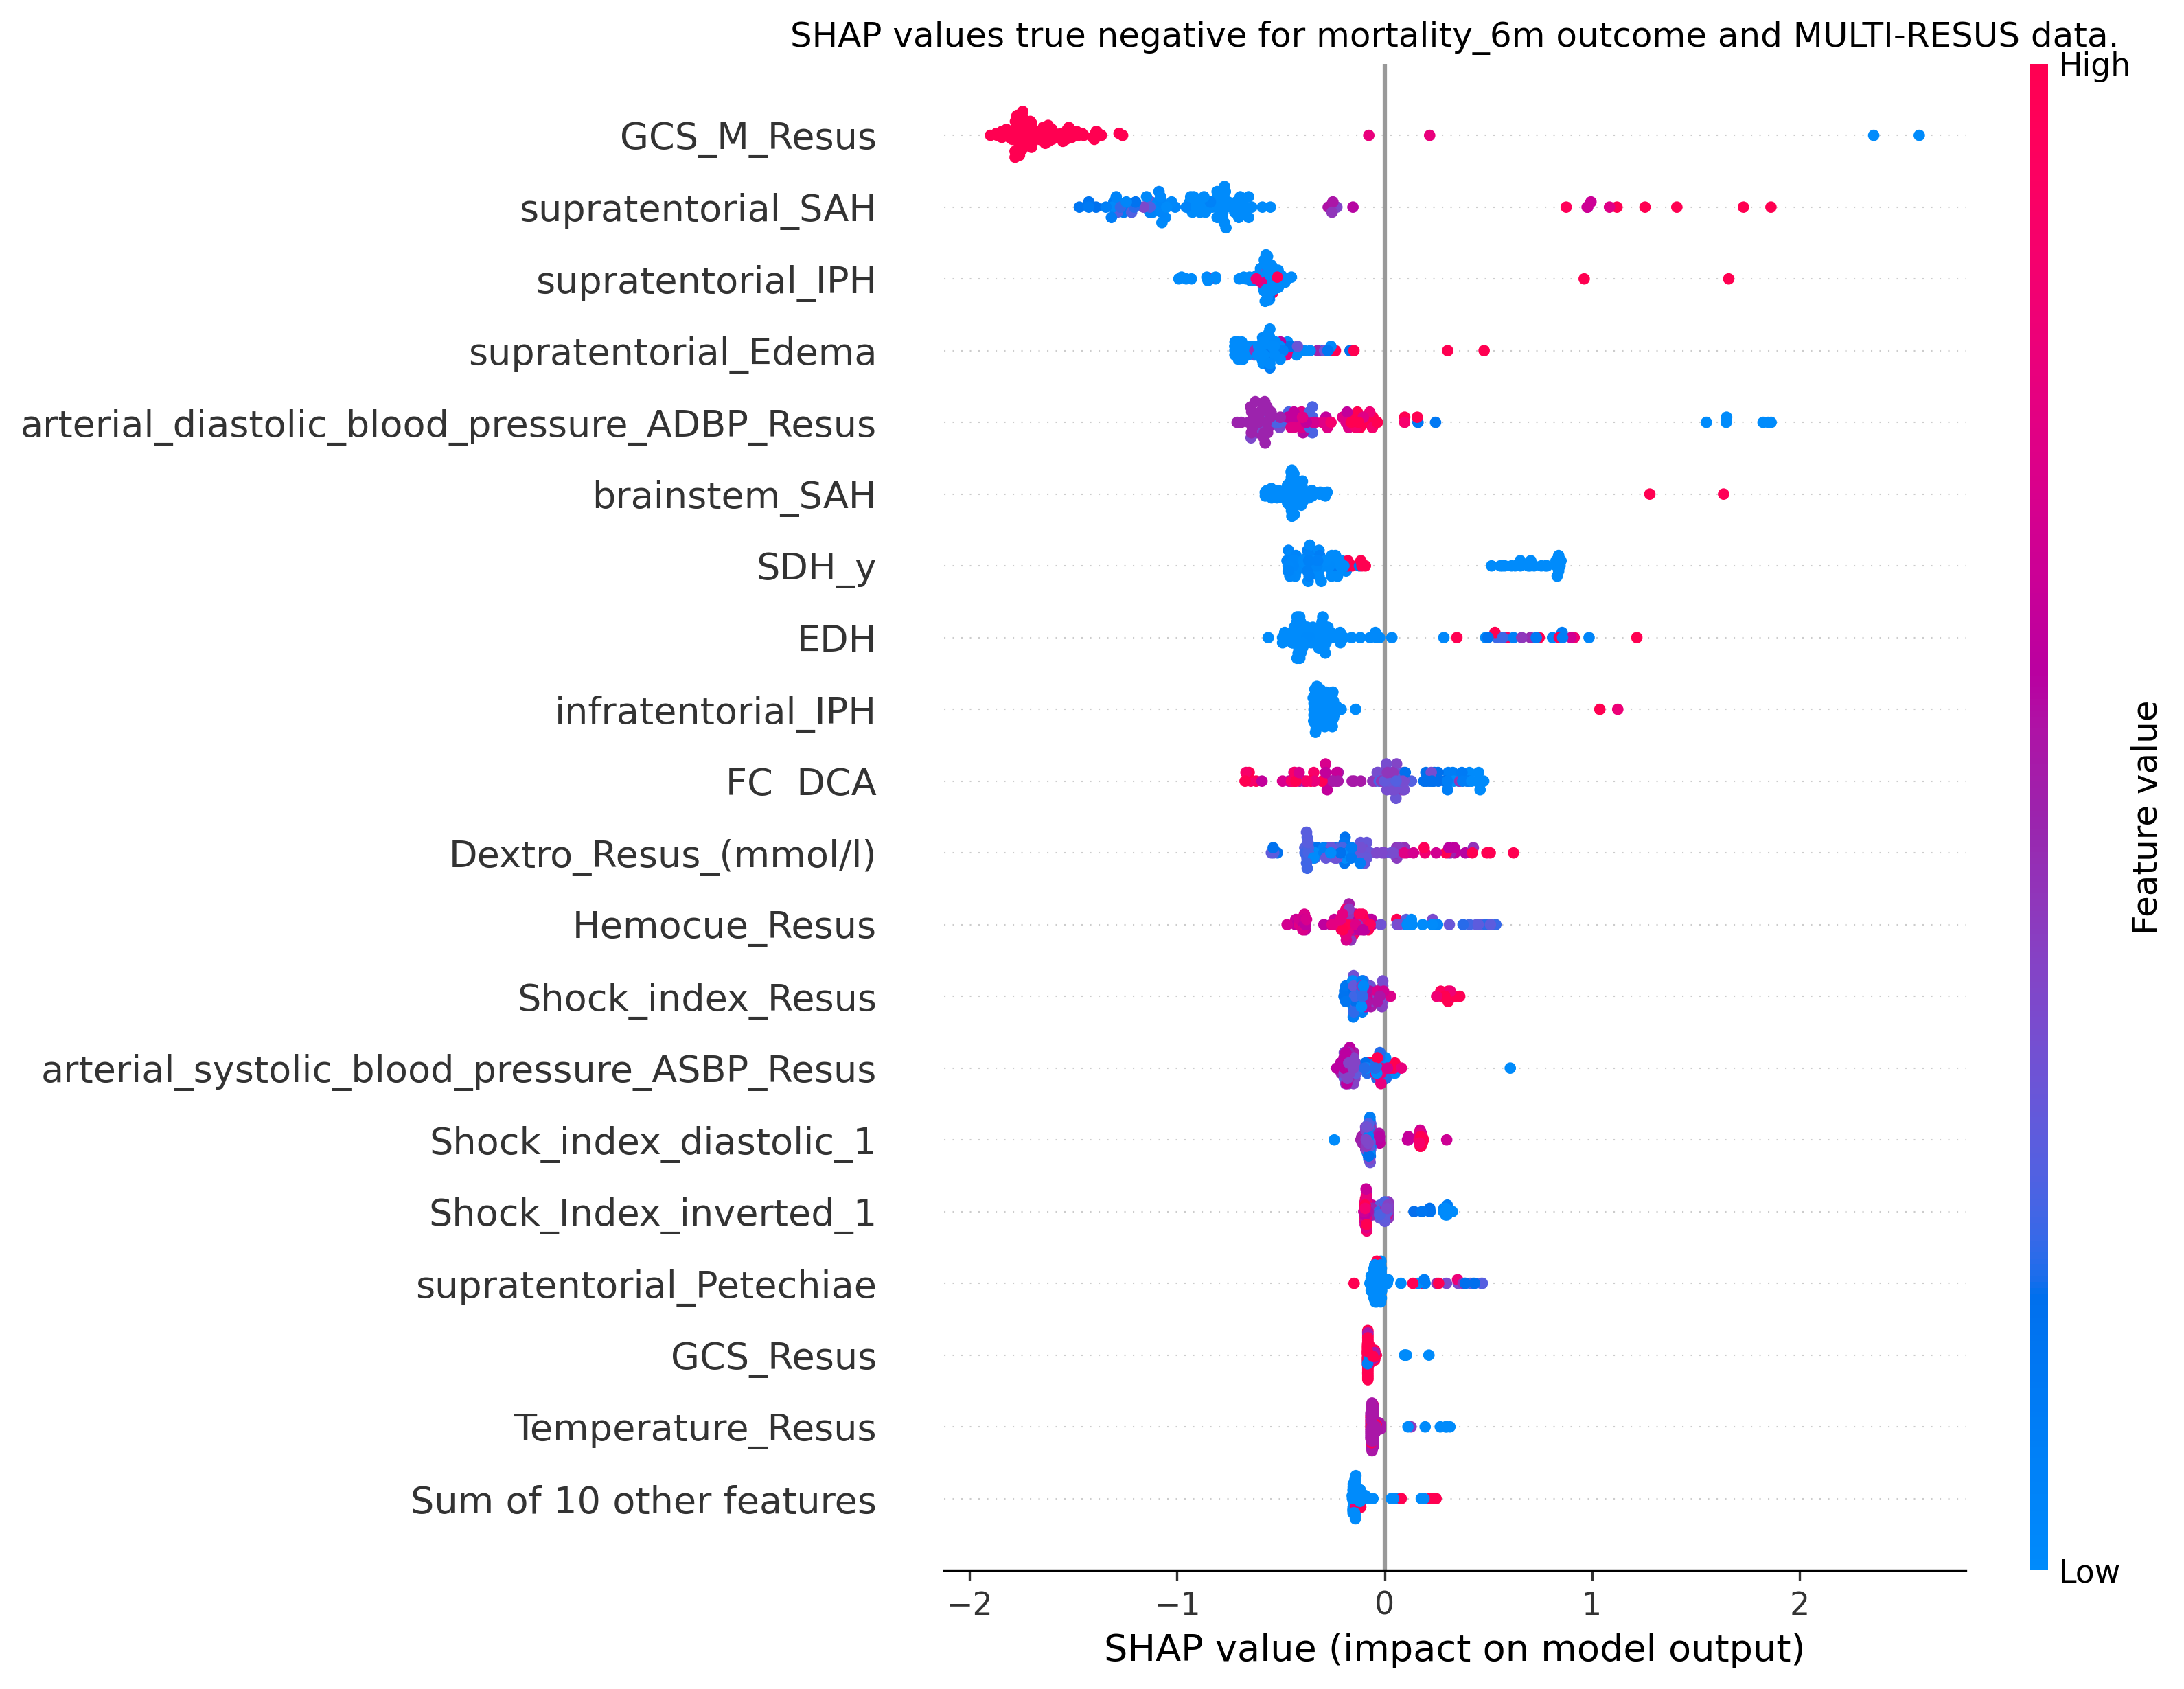 SHAP values true negative for mortality_6m outcome and MULTI-RESUS data.
High
GCS_M_Resus
supratentorial_SAH
supratentorial_IPH
supratentorial_Edema
arterial_diastolic_blood_pressure_ADBP_Resus
brainstem_SAH
SDH_y
EDH
infratentorial_IPH
FC  DCA
Dextro_Resus_(mmol/l)
Hemocue_Resus
Shock_index_Resus
arterial_systolic_blood_pressure_ASBP_Resus
Shock_index_diastolic_1
Shock_Index_inverted_1
supratentorial_Petechiae
GCS_Resus
Temperature_Resus
Sum of 10 other features
Feature value
Low
−2 −1 0 1 2
SHAP value (impact on model output)